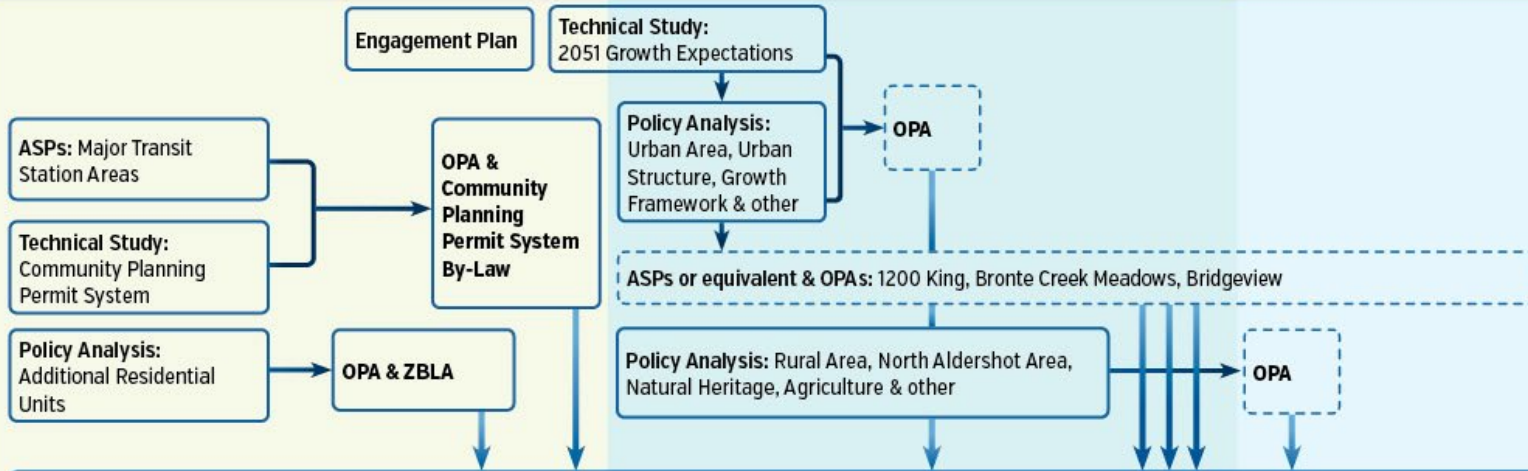 Engagement Plan
Technical Study:
2051 Growth Expectations
ASPs: Major Transit
Station Areas
Technical Study:
Community Planning
Permit System
OPA &
Community
Planning
Permit System
By-Law
Policy Analysis:
Urban Area, Urban
Structure, Growth
Framework & other
OPA
ASPs or equivalent & OPAs: 1200 King, Bronte Creek Meadows, Bridgeview
Policy Analysis:
Additional Residential
Units
OPA & ZBLA
Policy Analysis: Rural Area, North Aldershot Area,
Natural Heritage, Agriculture & other
OPA